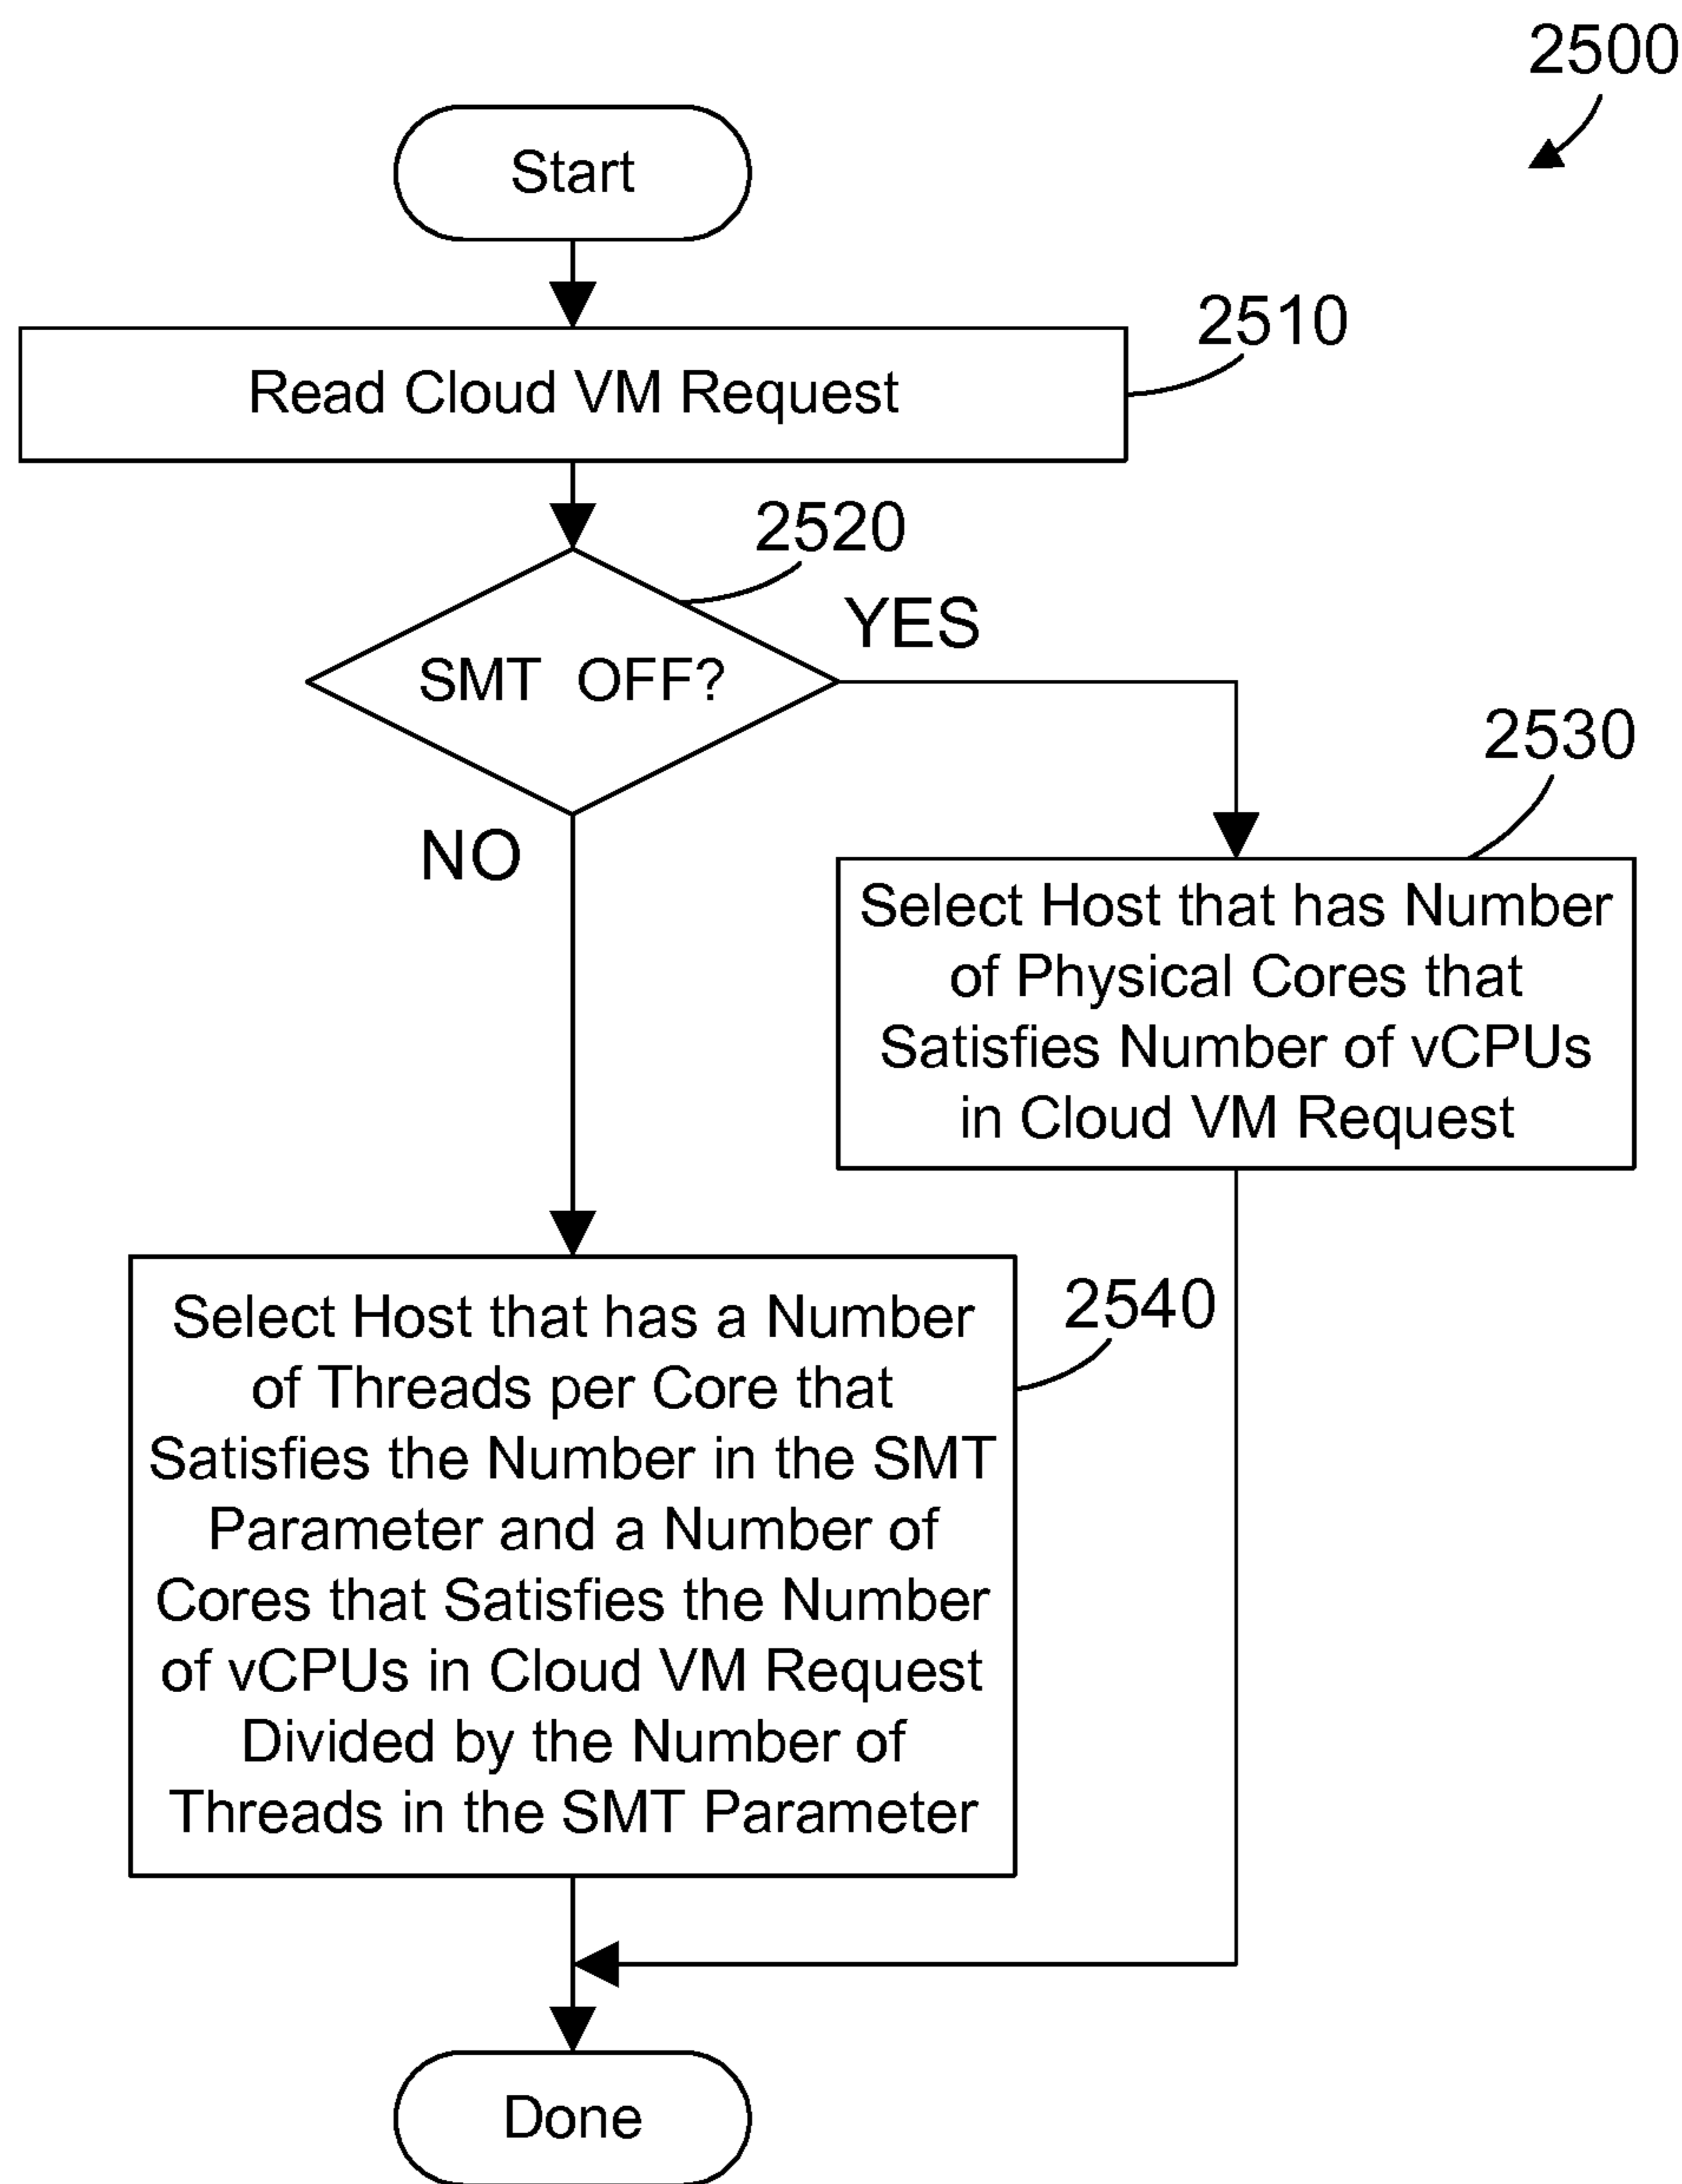 2500
Start
2510
Read Cloud VM Request
2520
YES
SMT OFF?
2530
NO
Select Host that has Number
of Physical Cores that
Satisfies Number of vCPUs
in Cloud VM Request
Select Host that has a Number
of Threads per Core that
Satisfies the Number in the SMT
Parameter and a Number of
Cores that Satisfies the Number
of vCPUs in Cloud VM Request
Divided by the Number of
Threads in the SMT Parameter
2540
Done